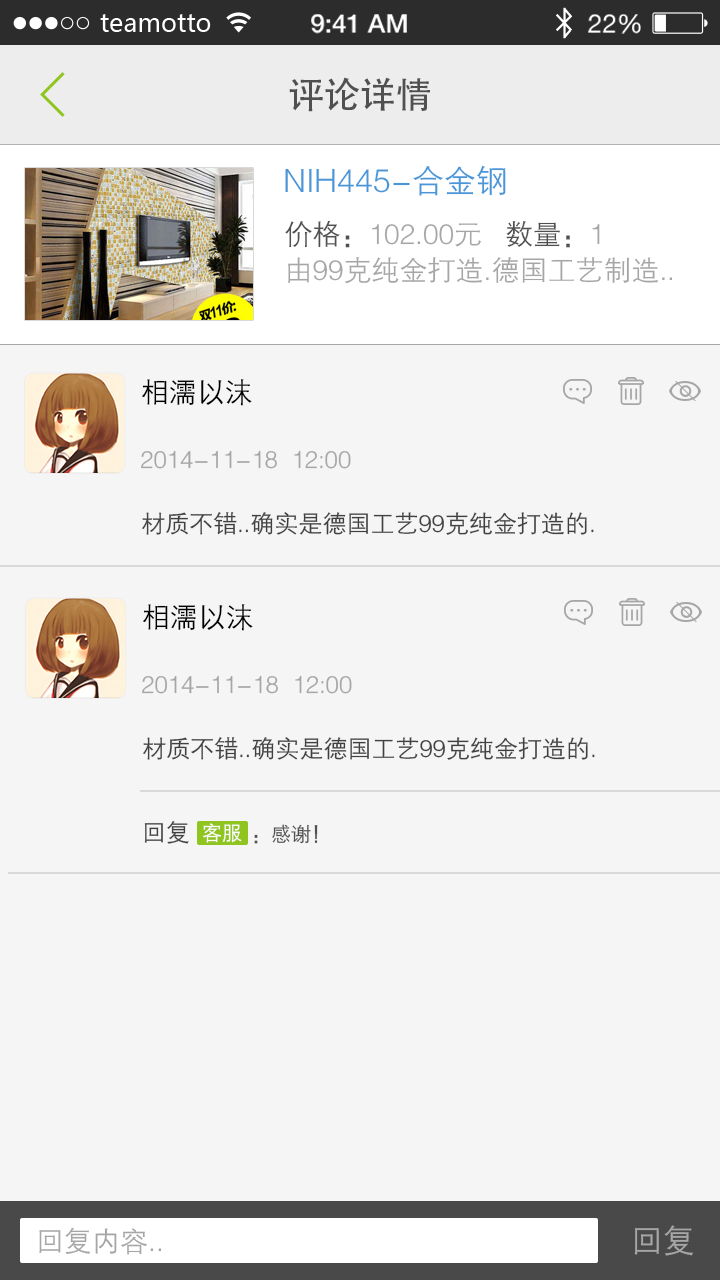 teamotto 9:41 AM 22%
评论详情
NIH445-合金钢
价格：102.00元 数量：1
由99克纯金打造.德国工艺制造..
双11价:
相濡以沫
2014-11-18 12:00
材质不错..确实是德国工艺99克纯金打造的.
相濡以沫
2014-11-18 12:00
材质不错..确实是德国工艺99克纯金打造的.
回复 客服 ：感谢!
回复内容.. 回复